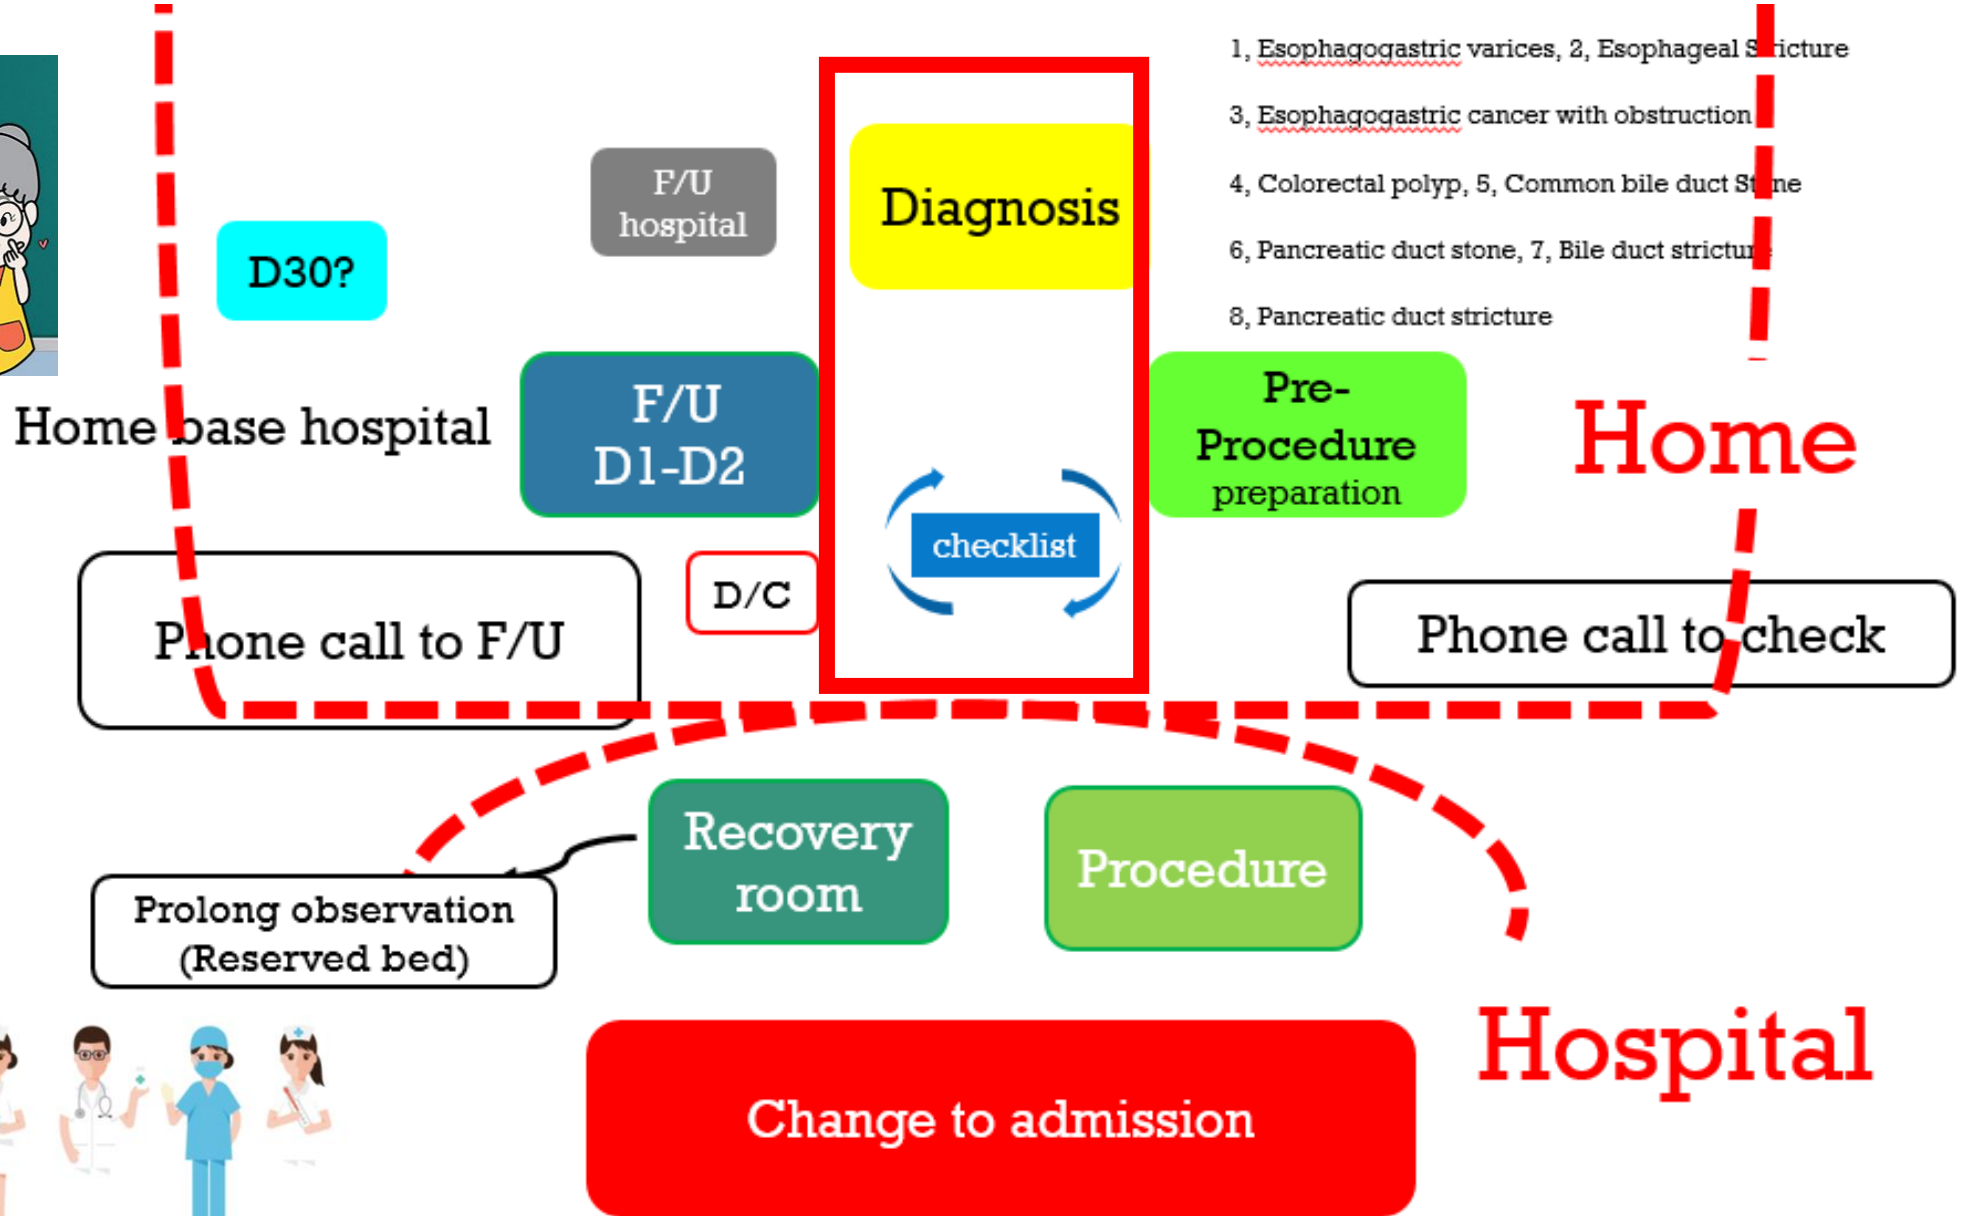 1, Esophagogastric varices, 2, Esophageal Stricture
3, Esophagogastric cancer with obstruction
4, Colorectal polyp, 5, Common bile duct Stone
6, Pancreatic duct stone, 7, Bile duct stricture
8, Pancreatic duct stricture
Diagnosis
F/U
hospital
D30?
Home base hospital
F/U
D1-D2
Pre-
Procedure
preparation
Home
checklist
D/C
Phone call to F/U
Phone call to check
Recovery
room
Procedure
Prolong observation
(Reserved bed)
Hospital
Change to admission